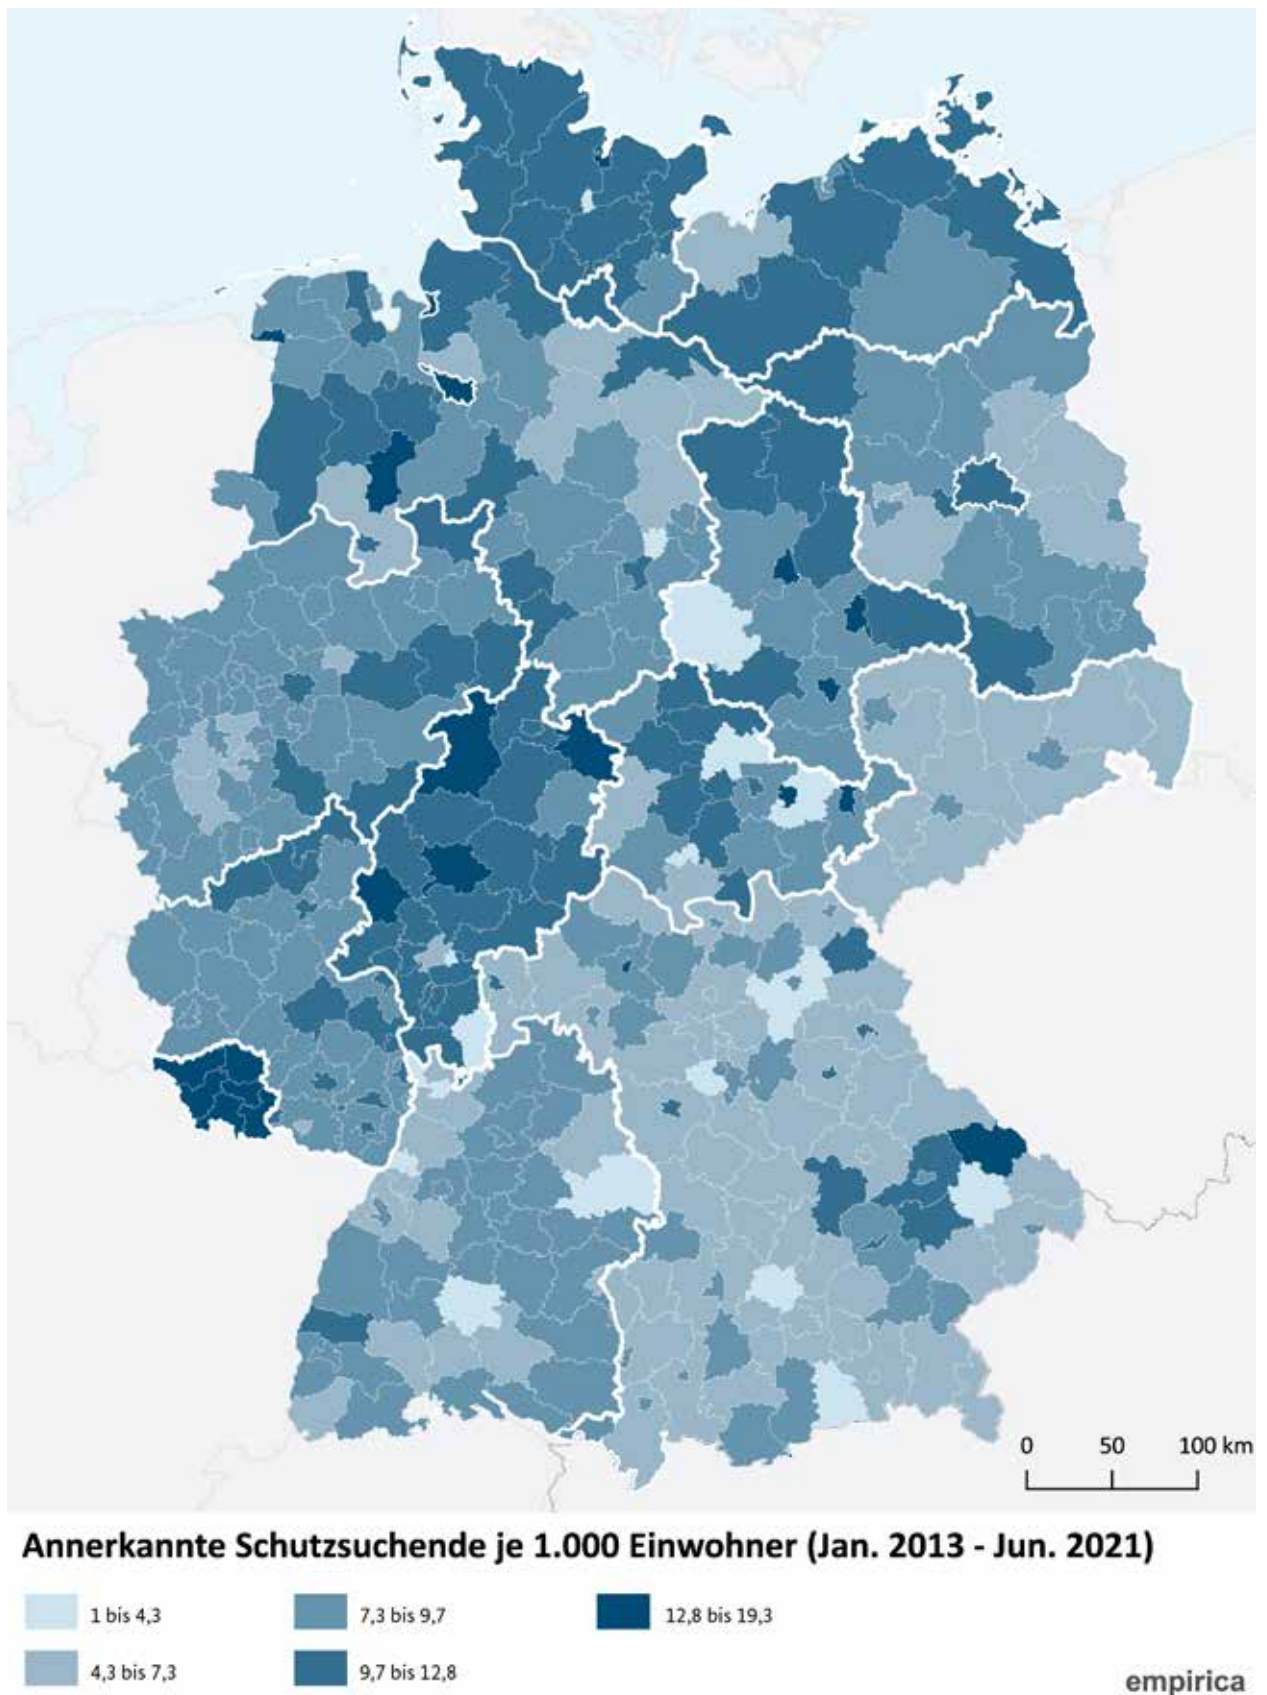 0 50 100 km
Annerkannte Schutzsuchende je 1.000 Einwohner (Jan. 2013 - Jun. 2021)
1 bis 4,3
7,3 bis 9,7
12,8 bis 19,3
4,3 bis 7,3
9,7 bis 12,8
empirica